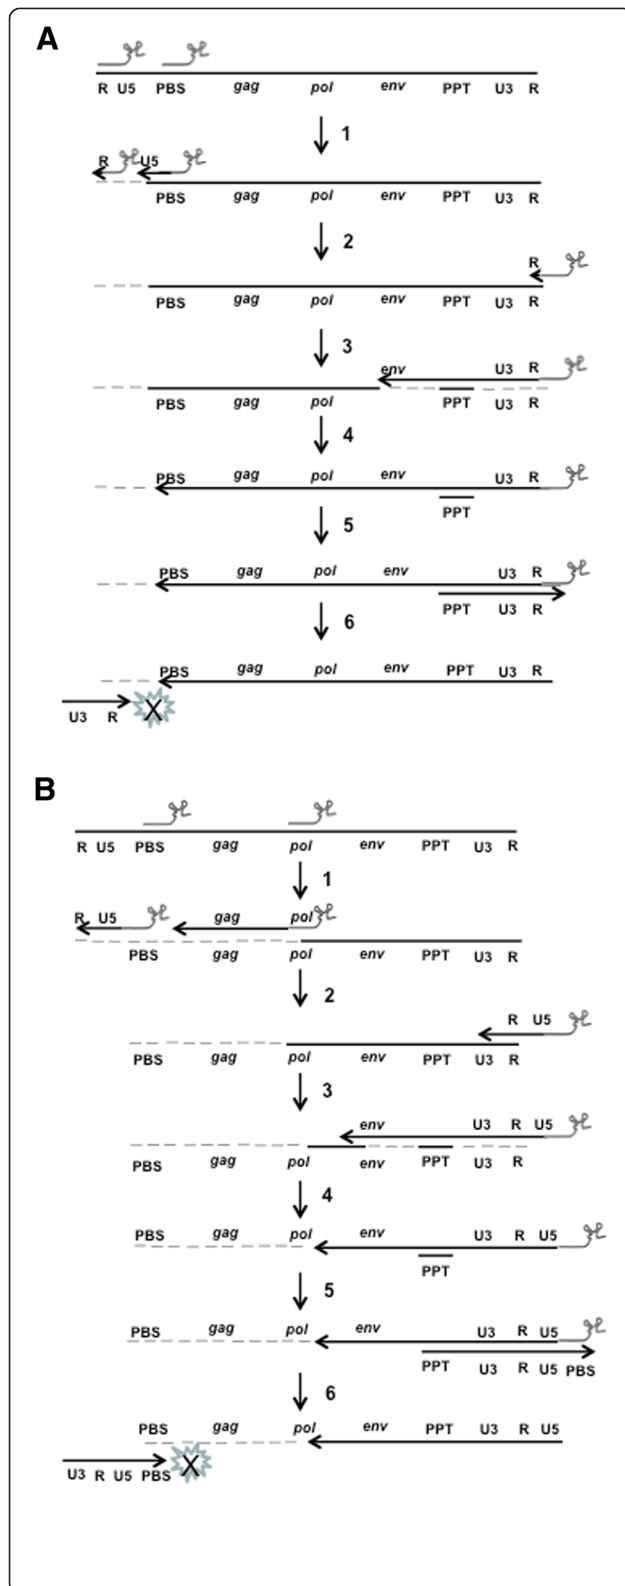 A
R U5 PBS gag pol env PPT U3 R
1
R U5
PBS gag pol env PPT U3 R
2
R
PBS gag pol env PPT U3 R
3
env U3 R
PBS gag pol PPT U3 R
4
PBS gag pol env U3 R
PPT
5
PBS gag pol env U3 R
PPT U3 R
6
PBS gag pol env PPT U3 R
X
U3 R
B
R U5 PBS gag pol env PPT U3 R
1
R U5 gag pol
PBS gag pol env PPT U3 R
2
R U5
PBS gag pol env PPT U3 R
3
env U3 R U5
PBS gag pol env PPT U3 R
4
PBS gag pol env U3 R U5
PPT
5
PBS gag pol env U3 R U5
PPT U3 R U5 PBS
6
PBS gag pol env PPT U3 R U5
X
U3 R U5 PBS